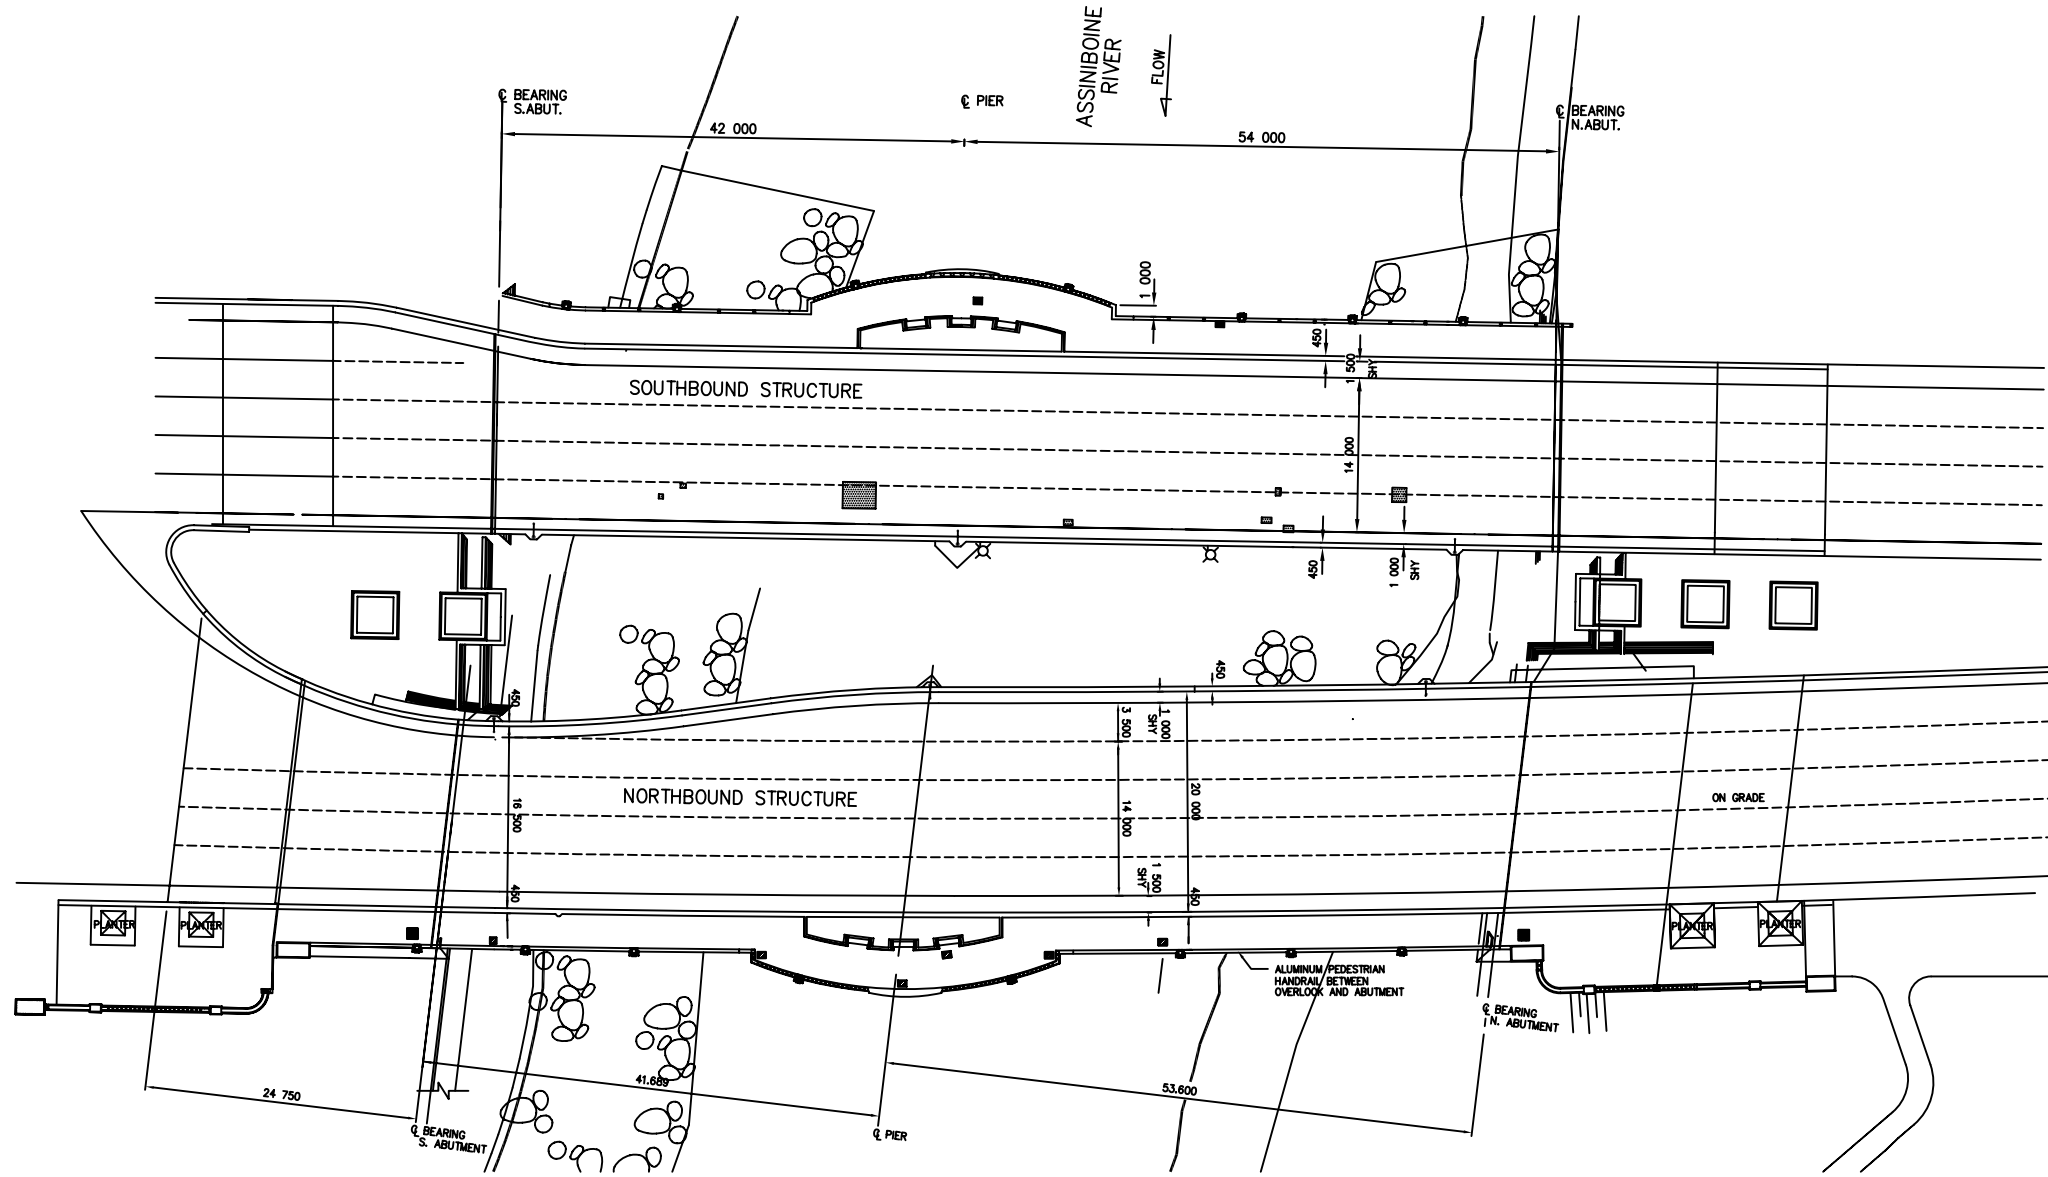 ASSINIBOINE
RIVER
FLOW
℄ BEARING
S.ABUT.
℄ PIER
℄ BEARING
N.ABUT.
42 000
54 000
1 000
450
1 500
SHY
SOUTHBOUND STRUCTURE
14 000
450
1 000
SHY
450
450
3 500
1 000
SHY
NORTHBOUND STRUCTURE
16 500
14 000
20 000
ON GRADE
1 500
SHY
450
450
PLANTER
PLANTER
PLANTER
PLANTER
ALUMINUM PEDESTRIAN
HANDRAIL BETWEEN
OVERLOOK AND ABUTMENT
℄ BEARING
N. ABUTMENT
24 750
41.689
53.600
℄ BEARING
S. ABUTMENT
℄ PIER